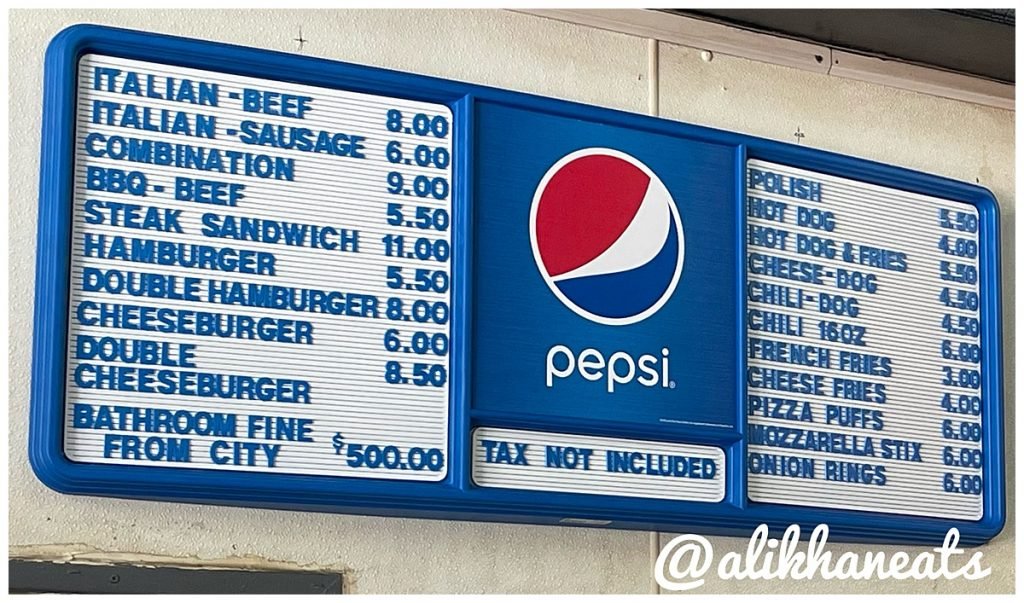 ITALIAN-BEEF 8.00
ITALIAN-SAUSAGE 6.00
COMBINATION 9.00
BBQ-BEEF 5.50
STEAK SANDWICH 11.00
HAMBURGER 5.50
DOUBLE HAMBURGER 8.00
CHEESEBURGER 6.00
DOUBLE 8.50
CHEESEBURGER
BATHROOM FINE
FROM CITY $500.00
pepsi®
TAX NOT INCLUDED
POLISH 5.50
HOT DOG 4.00
HOT DOG & FRIES 5.50
CHEESE-DOG 4.50
CHILI-DOG 4.50
CHILI 16OZ 6.00
FRENCH FRIES 3.00
CHEESE FRIES 4.00
PIZZA PUFFS 6.00
MOZZARELLA STIX 6.00
ONION RINGS 6.00
@alikhaneats